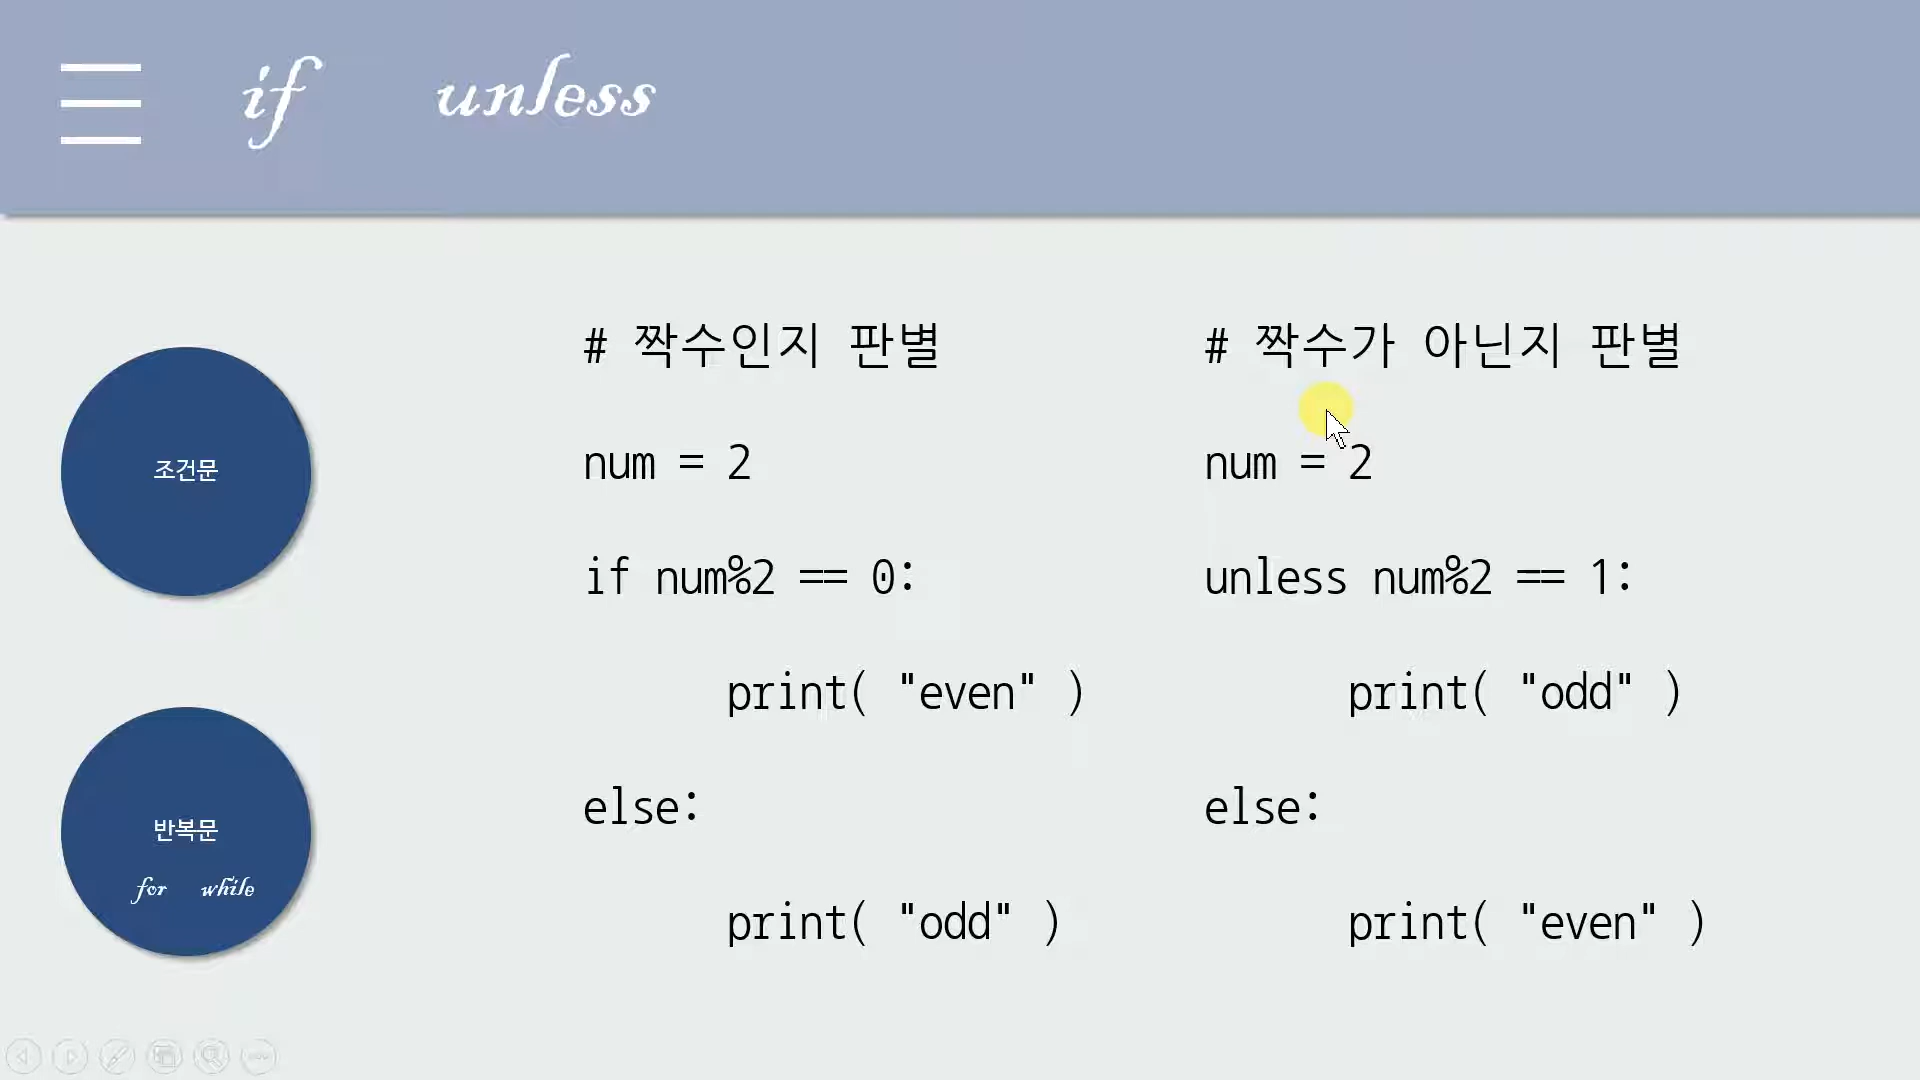 if unless
조건문
반복문
for while
# 짝수인지 판별
num = 2
if num%2 == 0:
print( "even" )
else:
print( "odd" )
# 짝수가 아닌지 판별
num = 2
unless num%2 == 1:
print( "odd" )
else:
print( "even" )